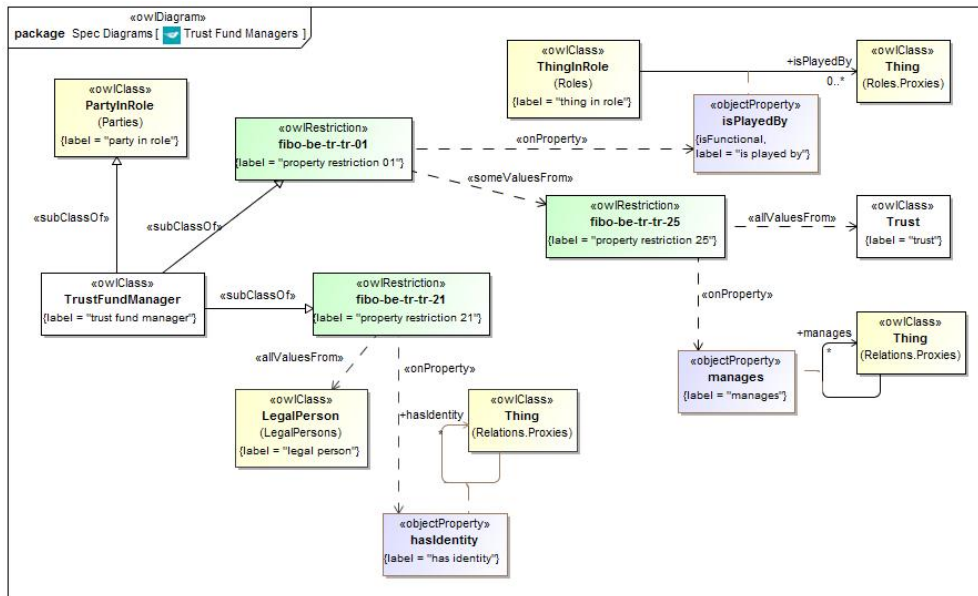 «owlDiagram»
package Spec Diagrams [ Trust Fund Managers ]
«owlClass»
PartyInRole
(Parties)
{label = "party in role"}
«owlClass»
ThingInRole
(Roles)
{label = "thing in role"}
+isPlayedBy
0..*
«owlClass»
Thing
(Roles.Proxies)
«objectProperty»
isPlayedBy
{isFunctional,
label = "is played by"}
«owlRestriction»
fibo-be-tr-tr-01
{label = "property restriction 01"}
«onProperty»
«someValuesFrom»
«subClassOf»
«subClassOf»
«owlRestriction»
fibo-be-tr-tr-25
{label = "property restriction 25"}
«allValuesFrom»
«owlClass»
Trust
{label = "trust"}
«owlClass»
TrustFundManager
{label = "trust fund manager"}
«subClassOf»
«owlRestriction»
fibo-be-tr-tr-21
{label = "property restriction 21"}
«onProperty»
+manages
*
«owlClass»
Thing
(Relations.Proxies)
«objectProperty»
manages
{label = "manages"}
«allValuesFrom»
«onProperty»
«owlClass»
LegalPerson
(LegalPersons)
{label = "legal person"}
+hasIdentity
*
«owlClass»
Thing
(Relations.Proxies)
«objectProperty»
hasIdentity
{label = "has identity"}